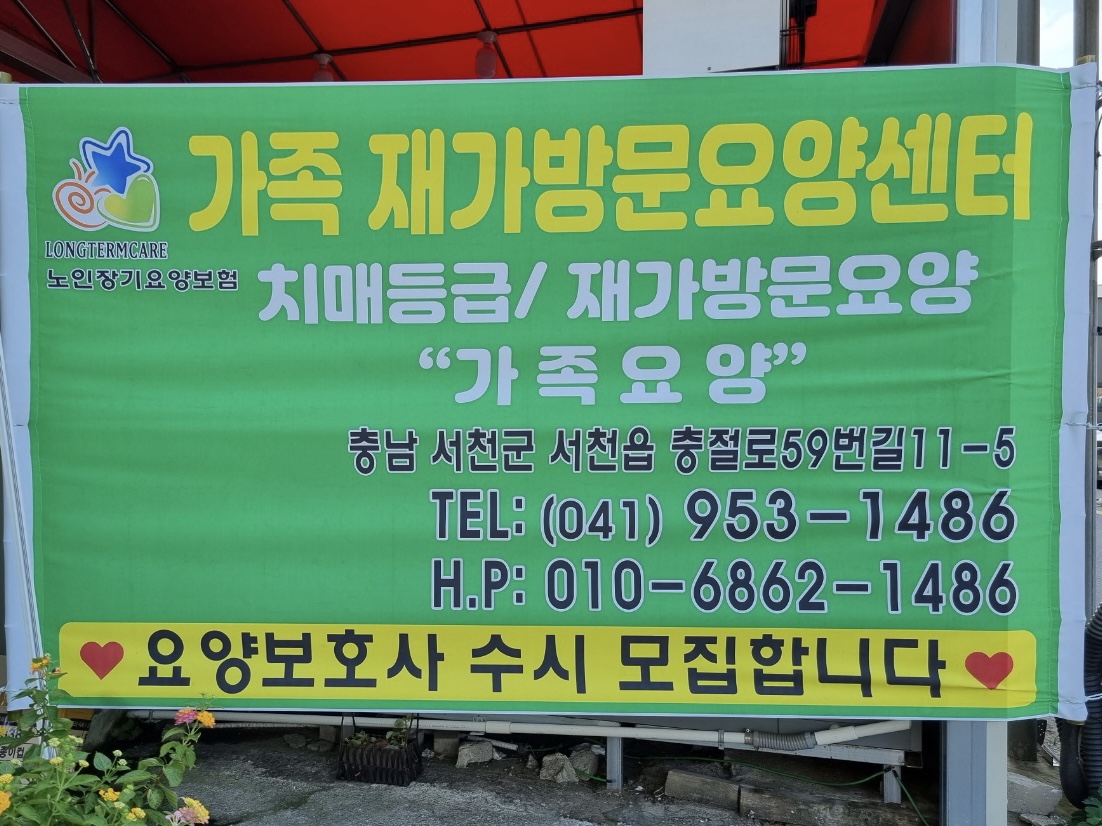 가족 재가방문요양센터
LONGTERMCARE
노인장기요양보험
치매등급/ 재가방문요양
“가족요양”
충남 서천군 서천읍 충절로59번길11-5
TEL: (041) 953-1486
H.P: 010-6862-1486
♥요양보호사 수시 모집합니다♥